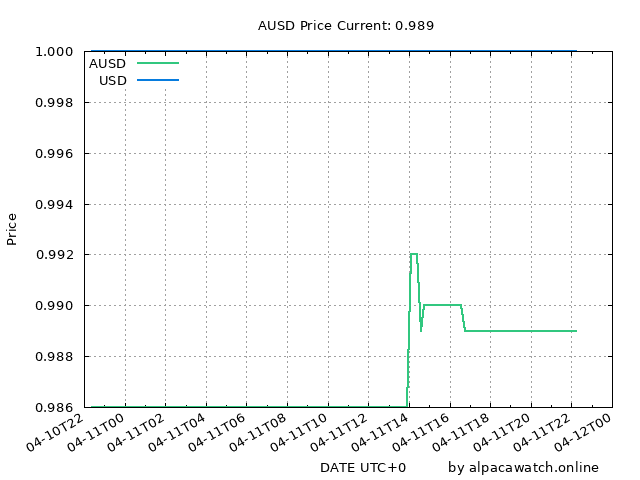 AUSD Price Current: 0.989
1.000
AUSD
USD
0.998
0.996
0.994
Price
0.992
0.990
0.988
0.986
04-10T22 04-11T00 04-11T02 04-11T04 04-11T06 04-11T08 04-11T10 04-11T12 04-11T14 04-11T16 04-11T18 04-11T20 04-11T22 04-12T00
DATE UTC+0 by alpacawatch.online